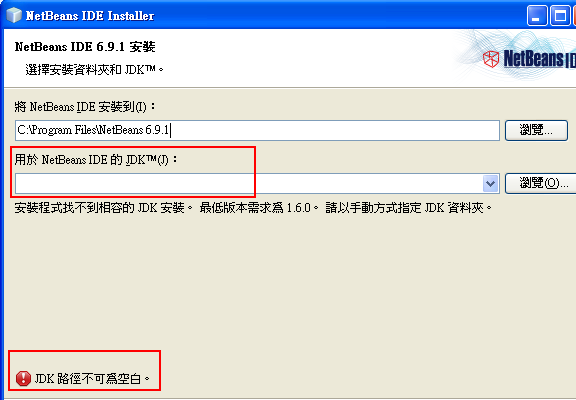 NetBeans IDE Installer
NetBeans IDE 6.9.1 安裝
選擇安裝資料夾和 JDK™。
NetBeans ID
將 NetBeans IDE 安裝到(I)：
C:\Program Files\NetBeans 6.9.1
瀏覽...
用於 NetBeans IDE 的 JDK™(J)：
瀏覽(O)...
安裝程式找不到相容的 JDK 安裝。 最低版本需求為 1.6.0。 請以手動方式指定 JDK 資料夾。
JDK 路徑不可為空白。